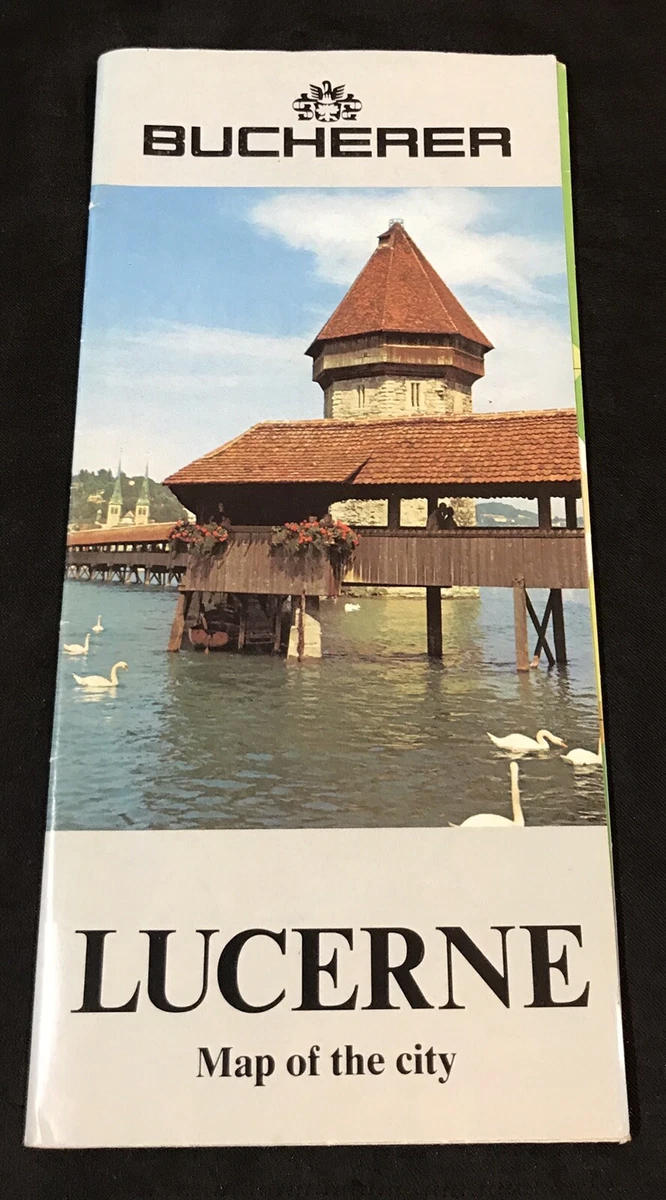 BUCHERER
LUCERNE
Map of the city